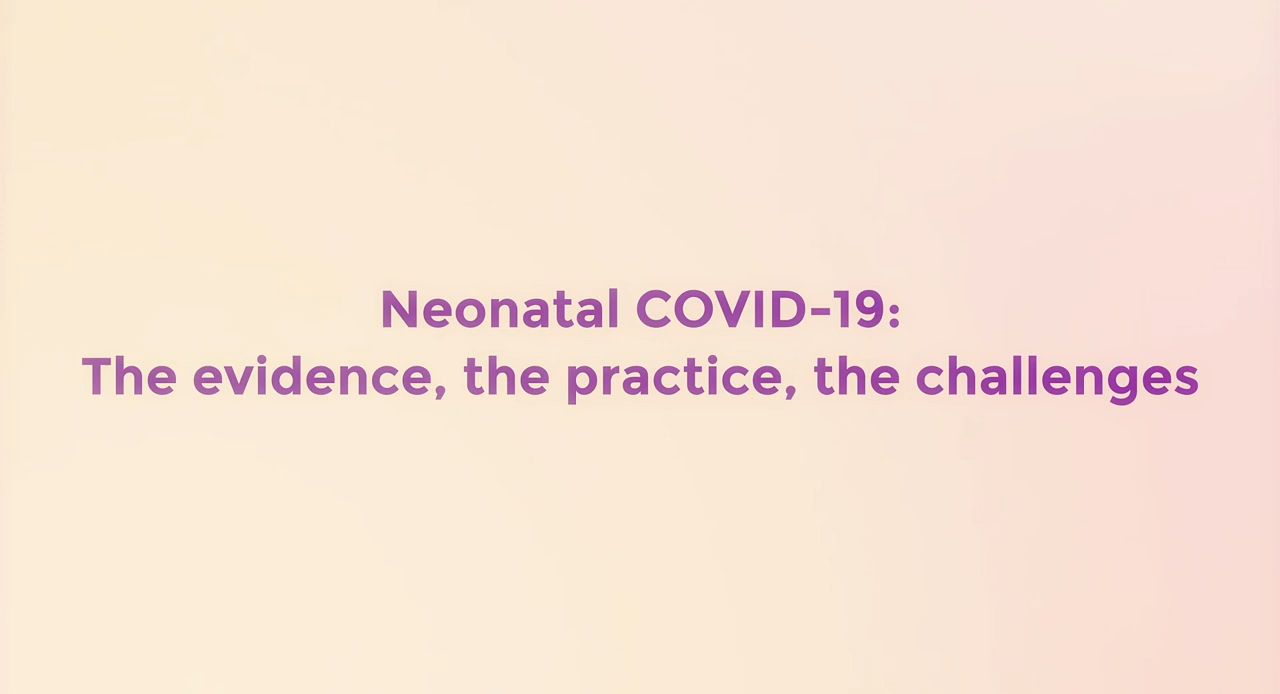 Neonatal COVID-19:
The evidence, the practice, the challenges